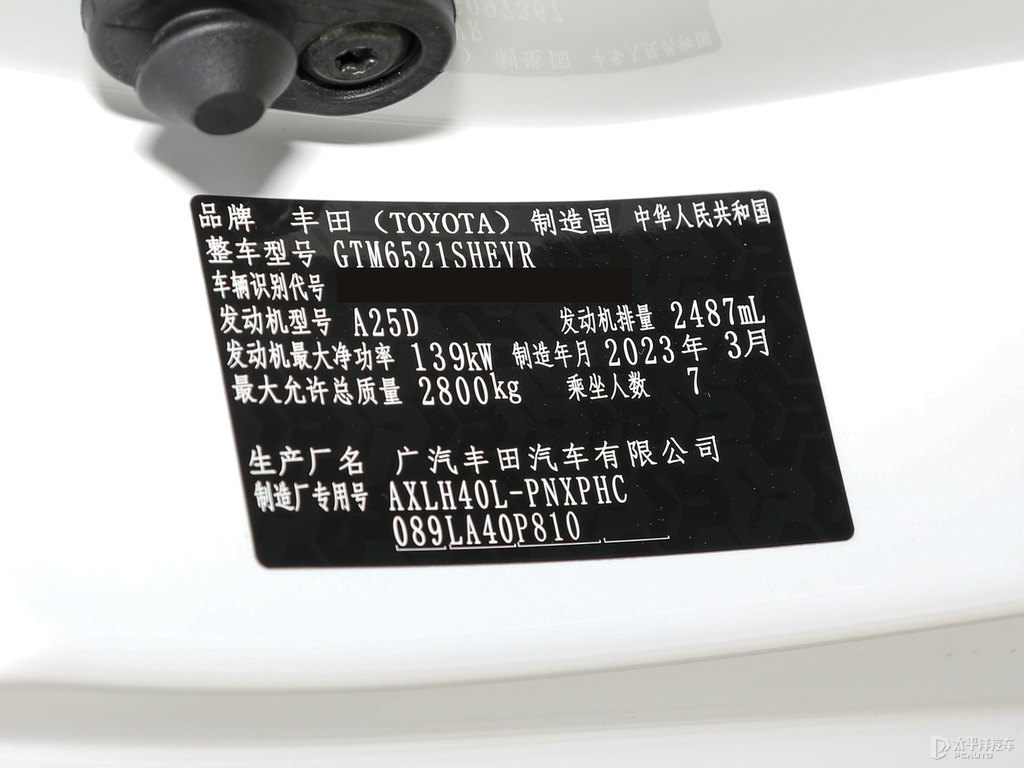 品牌 丰田（TOYOTA）制造国 中华人民共和国
整车型号 GTM6521SHEVR
车辆识别代号
发动机型号 A25D 发动机排量 2487mL
发动机最大净功率 139kW 制造年月 2023年 3月
最大允许总质量 2800kg 乘坐人数 7
生产厂名 广汽丰田汽车有限公司
制造厂专用号 AXLH40L-PNXPHC
089LA40P810
太平洋汽车
PCAUTO